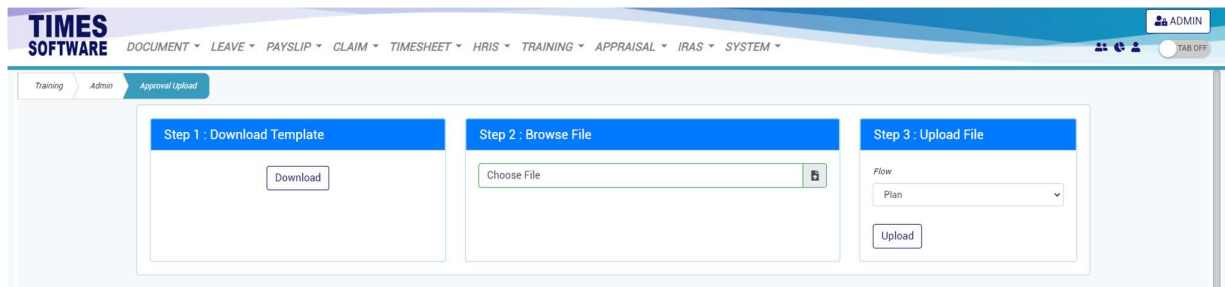 TIMES
SOFTWARE
ADMIN
DOCUMENT LEAVE PAYSLIP CLAIM TIMESHEET HRIS TRAINING APPRAISAL IRAS SYSTEM
TAB OFF
Training Admin Approval Upload
Step 1 : Download Template
Download
Step 2 : Browse File
Choose File
Step 3 : Upload File
Flow
Plan
Upload